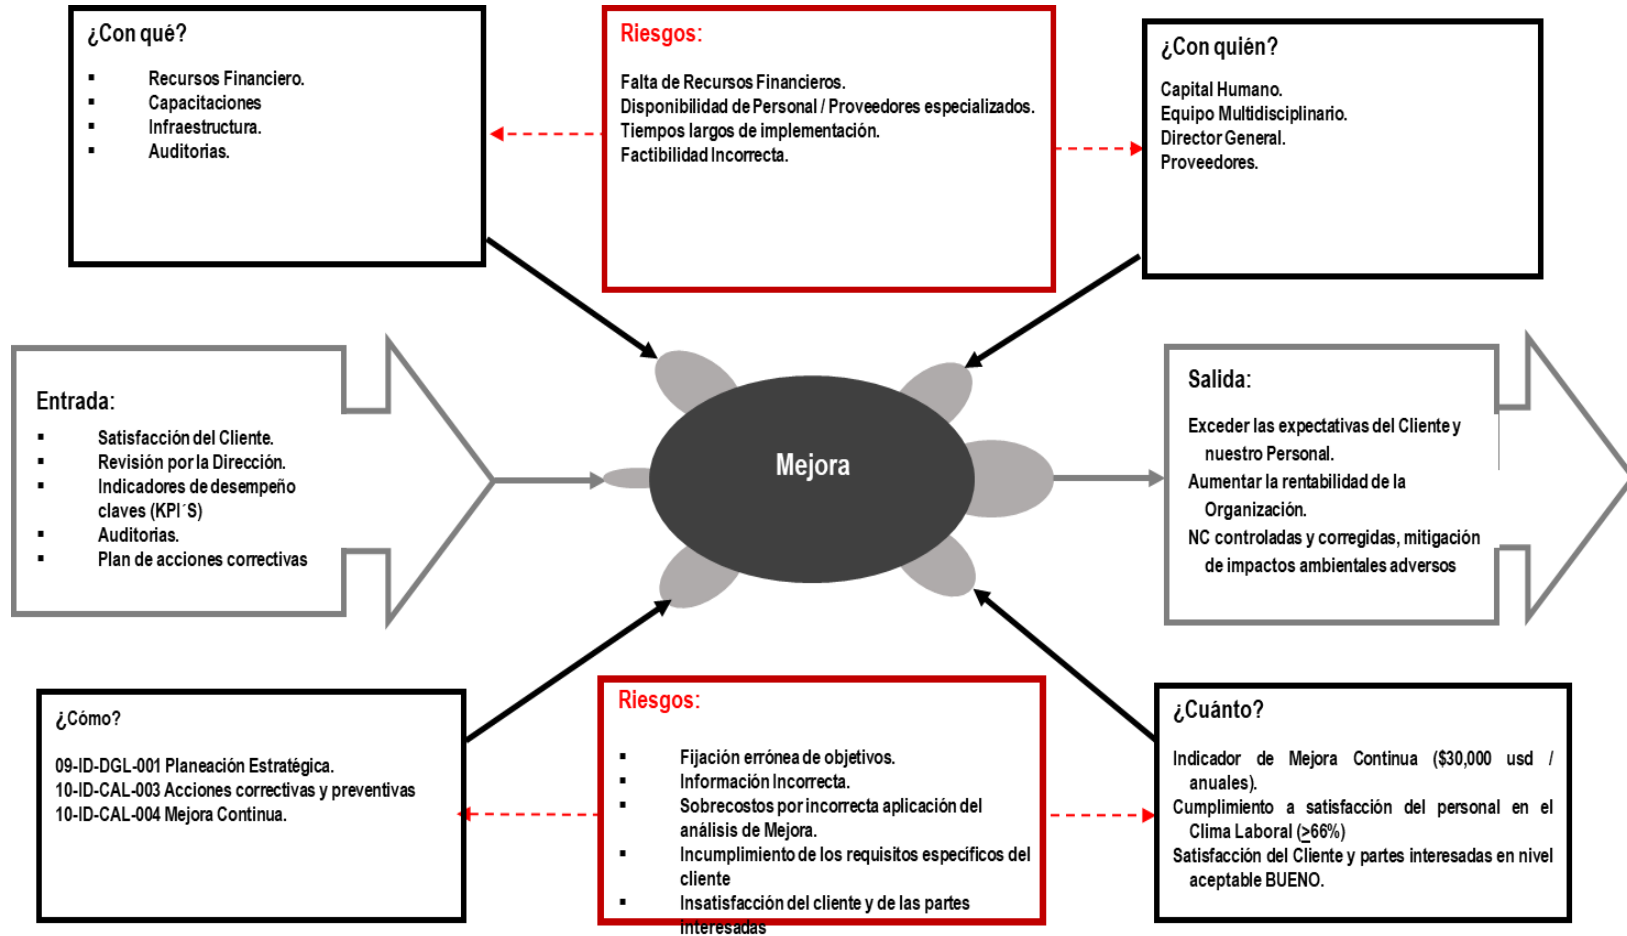 ¿Con qué?
▪ Recursos Financiero.
▪ Capacitaciones
▪ Infraestructura.
▪ Auditorias.
Riesgos:
Falta de Recursos Financieros.
Disponibilidad de Personal / Proveedores especializados.
Tiempos largos de implementación.
Factibilidad Incorrecta.
¿Con quién?
Capital Humano.
Equipo Multidisciplinario.
Director General.
Proveedores.
Entrada:
▪ Satisfacción del Cliente.
▪ Revisión por la Dirección.
▪ Indicadores de desempeño
claves (KPI´S)
▪ Auditorias.
▪ Plan de acciones correctivas
Mejora
Salida:
Exceder las expectativas del Cliente y
nuestro Personal.
Aumentar la rentabilidad de la
Organización.
NC controladas y corregidas, mitigación
de impactos ambientales adversos
¿Cómo?
09-ID-DGL-001 Planeación Estratégica.
10-ID-CAL-003 Acciones correctivas y preventivas
10-ID-CAL-004 Mejora Continua.
Riesgos:
▪ Fijación errónea de objetivos.
▪ Información Incorrecta.
▪ Sobrecostos por incorrecta aplicación del
análisis de Mejora.
▪ Incumplimiento de los requisitos específicos del
cliente
▪ Insatisfacción del cliente y de las partes
interesadas
¿Cuánto?
Indicador de Mejora Continua ($30,000 usd /
anuales).
Cumplimiento a satisfacción del personal en el
Clima Laboral (≥66%)
Satisfacción del Cliente y partes interesadas en nivel
aceptable BUENO.